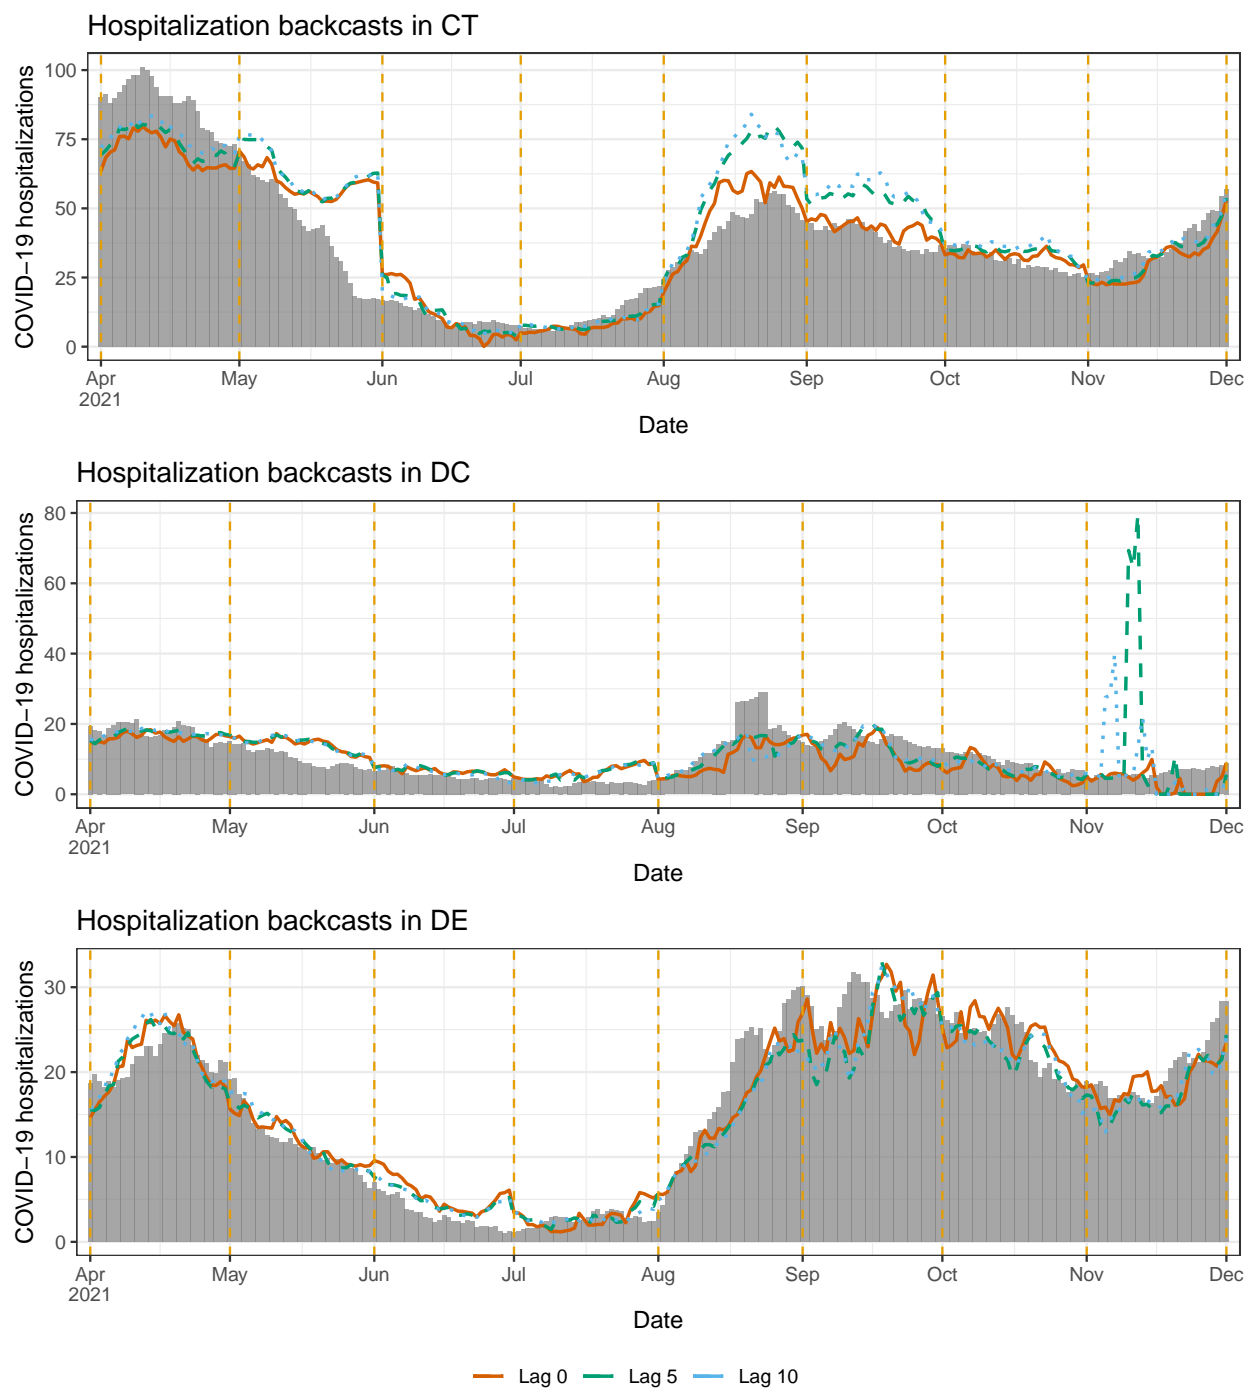 Hospitalization backcasts in CT
COVID−19 hospitalizations
100
75
50
25
0
Apr 2021
May
Jun
Jul
Aug
Sep
Oct
Nov
Dec
Date
Hospitalization backcasts in DC
COVID−19 hospitalizations
80
60
40
20
0
Apr 2021
May
Jun
Jul
Aug
Sep
Oct
Nov
Dec
Date
Hospitalization backcasts in DE
COVID−19 hospitalizations
30
20
10
0
Apr 2021
May
Jun
Jul
Aug
Sep
Oct
Nov
Dec
Date
Lag 0 Lag 5 Lag 10